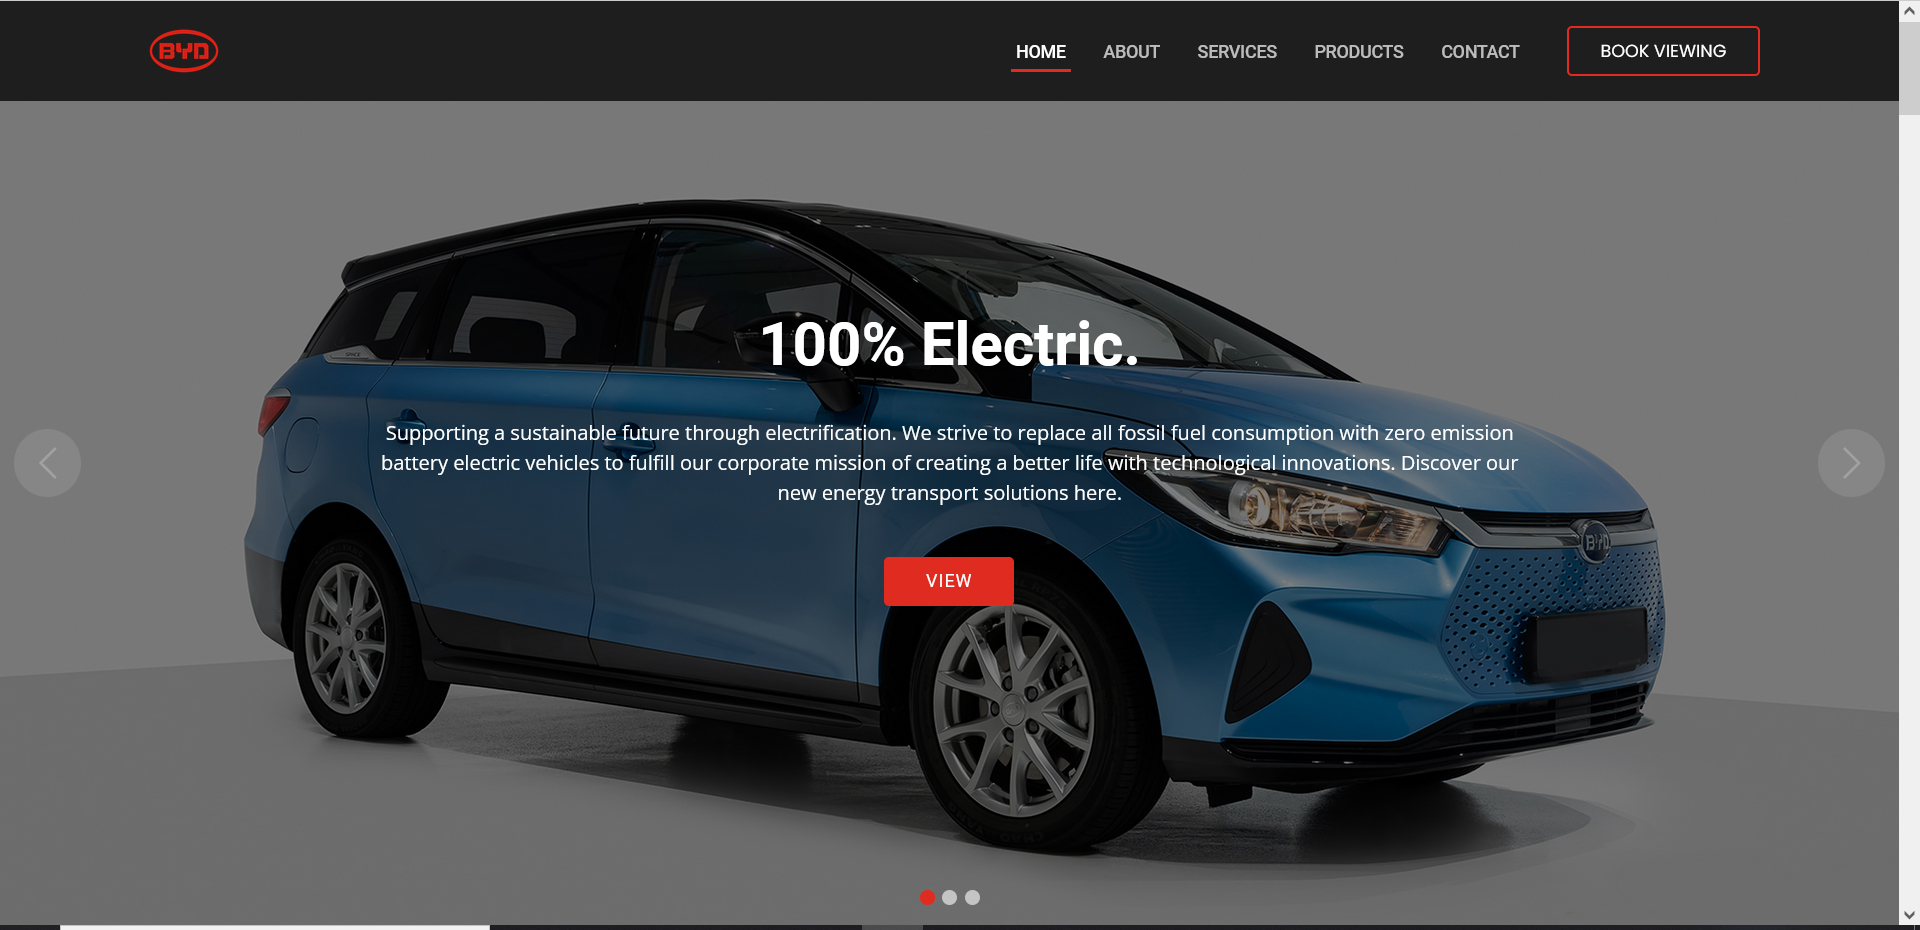 BYD
HOME
ABOUT
SERVICES
PRODUCTS
CONTACT
BOOK VIEWING
100% Electric.
Supporting a sustainable future through electrification. We strive to replace all fossil fuel consumption with zero emission
battery electric vehicles to fulfill our corporate mission of creating a better life with technological innovations. Discover our
new energy transport solutions here.
BYD
VIEW